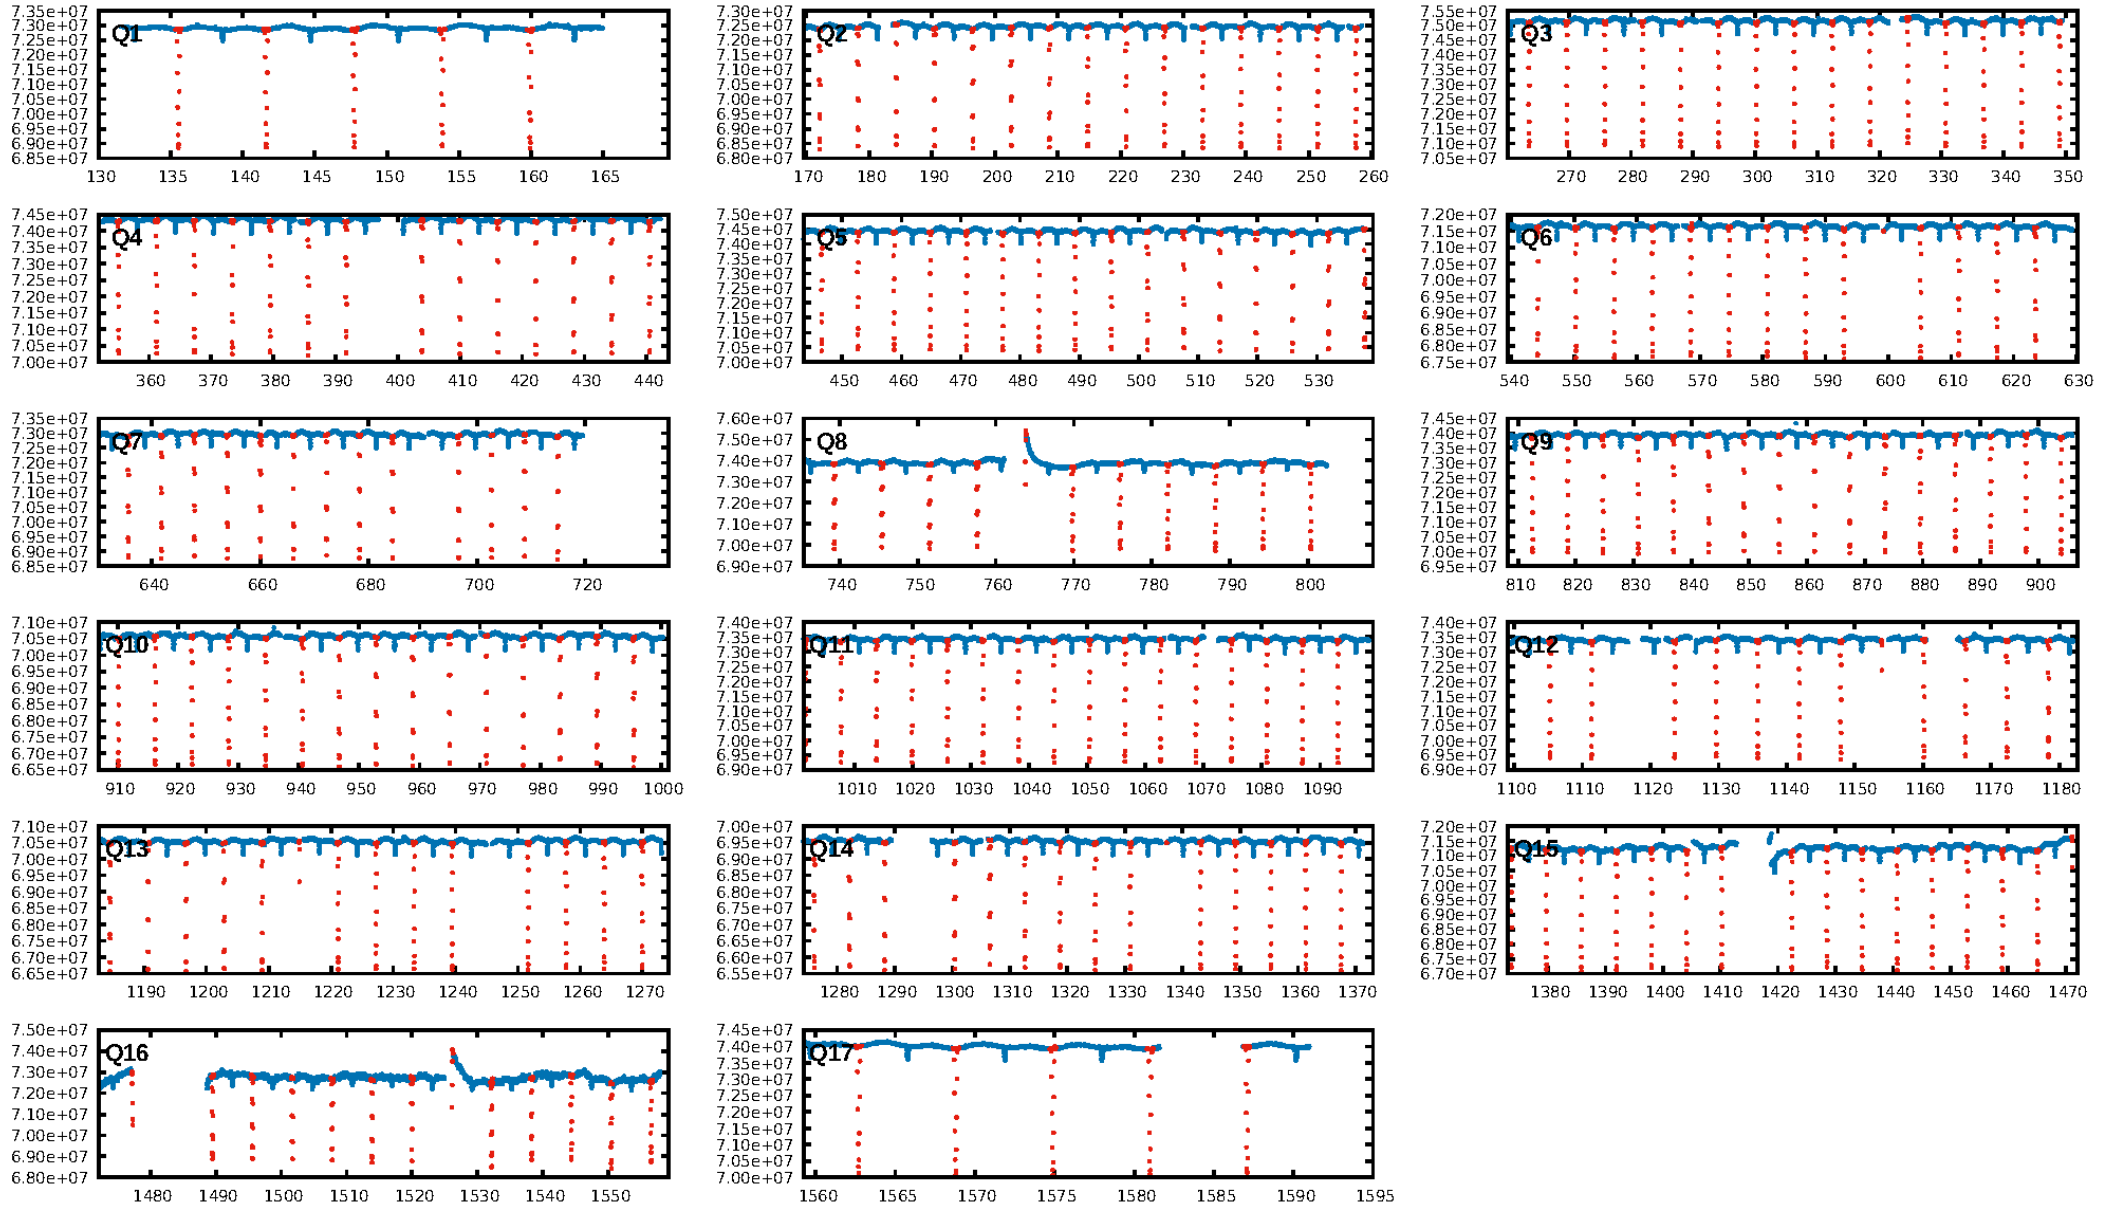 7.35e+07 7.30e+07 7.25e+07 7.20e+07 7.15e+07 7.10e+07 7.05e+07 7.00e+07 6.95e+07 6.90e+07 6.85e+07
Q1
130 135 140 145 150 155 160 165
7.30e+07 7.25e+07 7.20e+07 7.15e+07 7.10e+07 7.05e+07 7.00e+07 6.95e+07 6.90e+07 6.85e+07 6.80e+07
Q2
170 180 190 200 210 220 230 240 250 260
7.55e+07 7.50e+07 7.45e+07 7.40e+07 7.35e+07 7.30e+07 7.25e+07 7.20e+07 7.15e+07 7.10e+07 7.05e+07
Q3
270 280 290 300 310 320 330 340 350
7.45e+07 7.40e+07 7.35e+07 7.30e+07 7.25e+07 7.20e+07 7.15e+07 7.10e+07 7.05e+07 7.00e+07
Q4
360 370 380 390 400 410 420 430 440
7.50e+07 7.45e+07 7.40e+07 7.35e+07 7.30e+07 7.25e+07 7.20e+07 7.15e+07 7.10e+07 7.05e+07 7.00e+07
Q5
450 460 470 480 490 500 510 520 530
7.20e+07 7.15e+07 7.10e+07 7.05e+07 7.00e+07 6.95e+07 6.90e+07 6.85e+07 6.80e+07 6.75e+07
Q6
540 550 560 570 580 590 600 610 620 630
7.35e+07 7.30e+07 7.25e+07 7.20e+07 7.15e+07 7.10e+07 7.05e+07 7.00e+07 6.95e+07 6.90e+07 6.85e+07
Q7
640 660 680 700 720
7.60e+07 7.50e+07 7.40e+07 7.30e+07 7.20e+07 7.10e+07 7.00e+07 6.90e+07
Q8
740 750 760 770 780 790 800
7.45e+07 7.40e+07 7.35e+07 7.30e+07 7.25e+07 7.20e+07 7.15e+07 7.10e+07 7.05e+07 7.00e+07 6.95e+07
Q9
810 820 830 840 850 860 870 880 890 900
7.10e+07 7.05e+07 7.00e+07 6.95e+07 6.90e+07 6.85e+07 6.80e+07 6.75e+07 6.70e+07 6.65e+07
Q10
910 920 930 940 950 960 970 980 990 1000
7.40e+07 7.35e+07 7.30e+07 7.25e+07 7.20e+07 7.15e+07 7.10e+07 7.05e+07 7.00e+07 6.95e+07 6.90e+07
Q11
1010 1020 1030 1040 1050 1060 1070 1080 1090
7.40e+07 7.35e+07 7.30e+07 7.25e+07 7.20e+07 7.15e+07 7.10e+07 7.05e+07 7.00e+07 6.95e+07 6.90e+07
Q12
1100 1110 1120 1130 1140 1150 1160 1170 1180
7.10e+07 7.05e+07 7.00e+07 6.95e+07 6.90e+07 6.85e+07 6.80e+07 6.75e+07 6.70e+07 6.65e+07
Q13
1190 1200 1210 1220 1230 1240 1250 1260 1270
7.00e+07 6.95e+07 6.90e+07 6.85e+07 6.80e+07 6.75e+07 6.70e+07 6.65e+07 6.60e+07 6.55e+07
Q14
1280 1290 1300 1310 1320 1330 1340 1350 1360 1370
7.20e+07 7.15e+07 7.10e+07 7.05e+07 7.00e+07 6.95e+07 6.90e+07 6.85e+07 6.80e+07 6.75e+07 6.70e+07
Q15
1380 1390 1400 1410 1420 1430 1440 1450 1460 1470
7.50e+07 7.40e+07 7.30e+07 7.20e+07 7.10e+07 7.00e+07 6.90e+07 6.80e+07
Q16
1480 1490 1500 1510 1520 1530 1540 1550
7.45e+07 7.40e+07 7.35e+07 7.30e+07 7.25e+07 7.20e+07 7.15e+07 7.10e+07 7.05e+07 7.00e+07
Q17
1560 1565 1570 1575 1580 1585 1590 1595